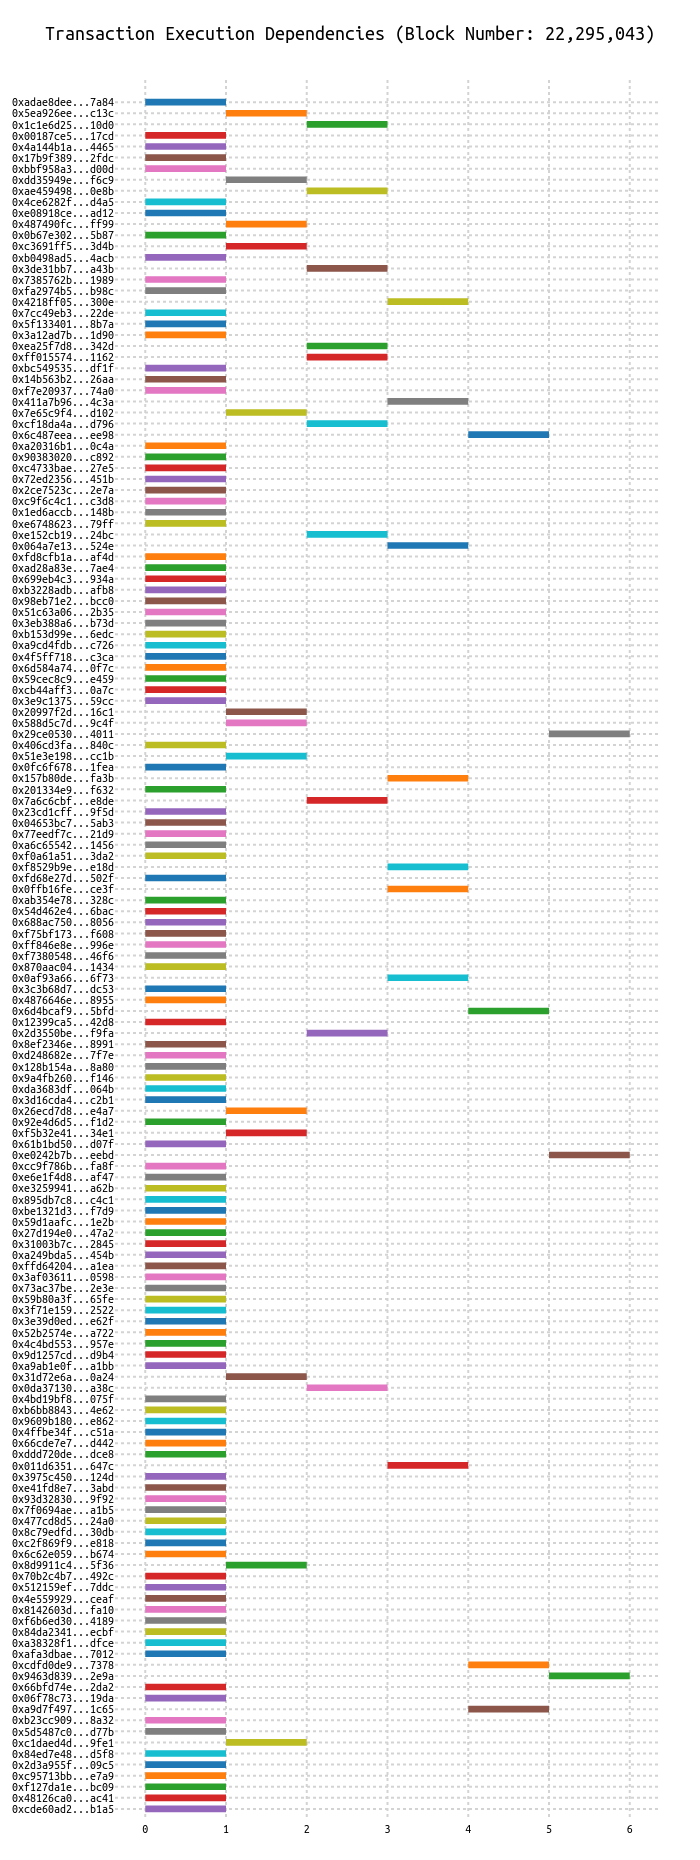 Transaction Execution Dependencies (Block Number: 22,295,043)
0xadae8dee...7a84
0x5ea926ee...c13c
0x1c1e6d25...10d0
0x00187ce5...17cd
0x4a144b1a...4465
0x17b9f389...2fdc
0xbbf958a3...d00d
0xdd35949e...f6c9
0xae459498...0e8b
0x4ce6282f...d4a5
0xe08918ce...ad12
0x487490fc...ff99
0x0b67e302...5b87
0xc3691ff5...3d4b
0xb0498ad5...4acb
0x3de31bb7...a43b
0x7385762b...1989
0xfa2974b5...b98c
0x4218ff05...300e
0x7cc49eb3...22de
0x5f133401...8b7a
0x3a12ad7b...1d90
0xea25f7d8...342d
0xff015574...1162
0xbc549535...df1f
0x14b563b2...26aa
0xf7e20937...74a0
0x411a7b96...4c3a
0x7e65c9f4...d102
0xcf18da4a...d796
0x6c487eea...ee98
0xa20316b1...0c4a
0x90383020...c892
0xc4733bae...27e5
0x72ed2356...451b
0x2ce7523c...2e7a
0xc9f6c4c1...c3d8
0x1ed6accb...148b
0xe6748623...79ff
0xe152cb19...24bc
0x064a7e13...524e
0xfd8cfb1a...af4d
0xad28a83e...7ae4
0x699eb4c3...934a
0xb3228adb...afb8
0x98eb71e2...bcc0
0x51c63a06...2b35
0x3eb388a6...b73d
0xb153d99e...6edc
0xa9cd4fdb...c726
0x4f5ff718...c3ca
0x6d584a74...0f7c
0x59cec8c9...e459
0xcb44aff3...0a7c
0x3e9c1375...59cc
0x20997f2d...16c1
0x588d5c7d...9c4f
0x29ce0530...4011
0x406cd3fa...840c
0x51e3e198...cc1b
0x0fc6f678...1fea
0x157b80de...fa3b
0x201334e9...f632
0x7a6c6cbf...e8de
0x23cd1cff...9f5d
0x04653bc7...5ab3
0x77eedf7c...21d9
0xa6c65542...1456
0xf0a61a51...3da2
0xf8529b9e...e18d
0xfd68e27d...502f
0x0ffb16fe...ce3f
0xab354e78...328c
0x54d462e4...6bac
0x688ac750...8056
0xf75bf173...f608
0xff846e8e...996e
0xf7380548...46f6
0x870aac04...1434
0x0af93a66...6f73
0x3c3b68d7...dc53
0x4876646e...8955
0x6d4bcaf9...5bfd
0x12399ca5...42d8
0x2d3550be...f9fa
0x8ef2346e...8991
0xd248682e...7f7e
0x128b154a...8a80
0x9a4fb260...f146
0xda3683df...064b
0x3d16cda4...c2b1
0x26ecd7d8...e4a7
0x92e4d6d5...f1d2
0xf5b32e41...34e1
0x61b1bd50...d07f
0xe0242b7b...eebd
0xcc9f786b...fa8f
0xe6e1f4d8...af47
0xe3259941...a62b
0x895db7c8...c4c1
0xbe1321d3...f7d9
0x59d1aafc...1e2b
0x27d194e0...47a2
0x31003b7c...2845
0xa249bda5...454b
0xffd64204...a1ea
0x3af03611...0598
0x73ac37be...2e3e
0x59b80a3f...65fe
0x3f71e159...2522
0x3e39d0ed...e62f
0x52b2574e...a722
0x4c4bd553...957e
0x9d1257cd...d9b4
0xa9ab1e0f...a1bb
0x31d72e6a...0a24
0x0da37130...a38c
0x4bd19bf8...075f
0xb6bb8843...4e62
0x9609b180...e862
0x4ffbe34f...c51a
0x66cde7e7...d442
0xddd720de...dce8
0x011d6351...647c
0x3975c450...124d
0xe41fd8e7...3abd
0x93d32830...9f92
0x7f0694ae...a1b5
0x477cd8d5...24a0
0x8c79edfd...30db
0xc2f869f9...e818
0x6c62e059...b674
0x8d9911c4...5f36
0x70b2c4b7...492c
0x512159ef...7ddc
0x4e559929...ceaf
0x8142603d...fa10
0xf6b6ed30...4189
0x84da2341...ecbf
0xa38328f1...dfce
0xafa3dbae...7012
0xcdfd0de9...7378
0x9463d839...2e9a
0x66bfd74e...2da2
0x06f78c73...19da
0xa9d7f497...1c65
0xb23cc909...8a32
0x5d5487c0...d77b
0xc1daed4d...9fe1
0x84ed7e48...d5f8
0x2d3a955f...09c5
0xc95713bb...e7a9
0xf127da1e...bc09
0x48126ca0...ac41
0xcde60ad2...b1a5
0 1 2 3 4 5 6